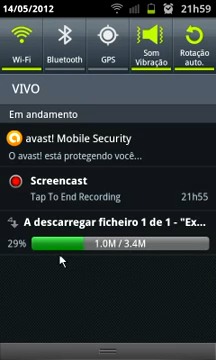 14/05/2012 21h59
Wi-Fi Bluetooth GPS Som Vibração Rotação auto.
VIVO
Em andamento
avast! Mobile Security
O avast! está protegendo você...
Screencast
Tap To End Recording 21h55
A descarregar ficheiro 1 de 1 - "Ex...
29% 1.0M / 3.4M